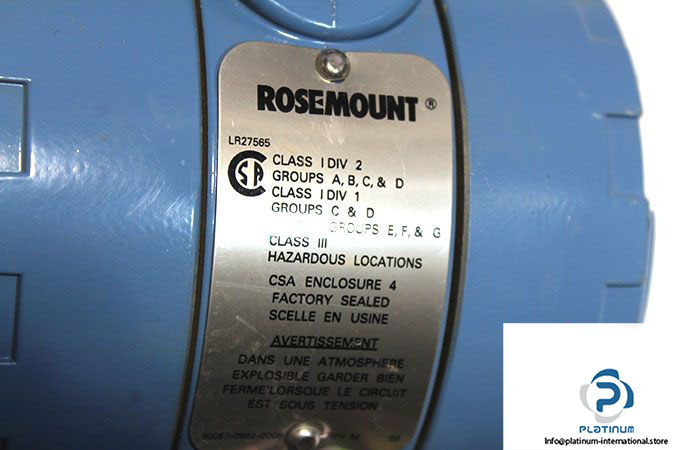 ROSEMOUNT ®
LR27565
CSA
CLASS I DIV 2
GROUPS A, B, C, & D
CLASS I DIV 1
GROUPS C & D
GROUPS E, F, & G
CLASS III
HAZARDOUS LOCATIONS
CSA ENCLOSURE 4
FACTORY SEALED
SCELLE EN USINE
AVERTISSEMENT
DANS UNE ATMOSPHERE
EXPLOSIBLE GARDER BIEN
FERME'LORSQUE LE CIRCUIT
EST SOUS TENSION
PLATINUM
Info@platinum-international.store